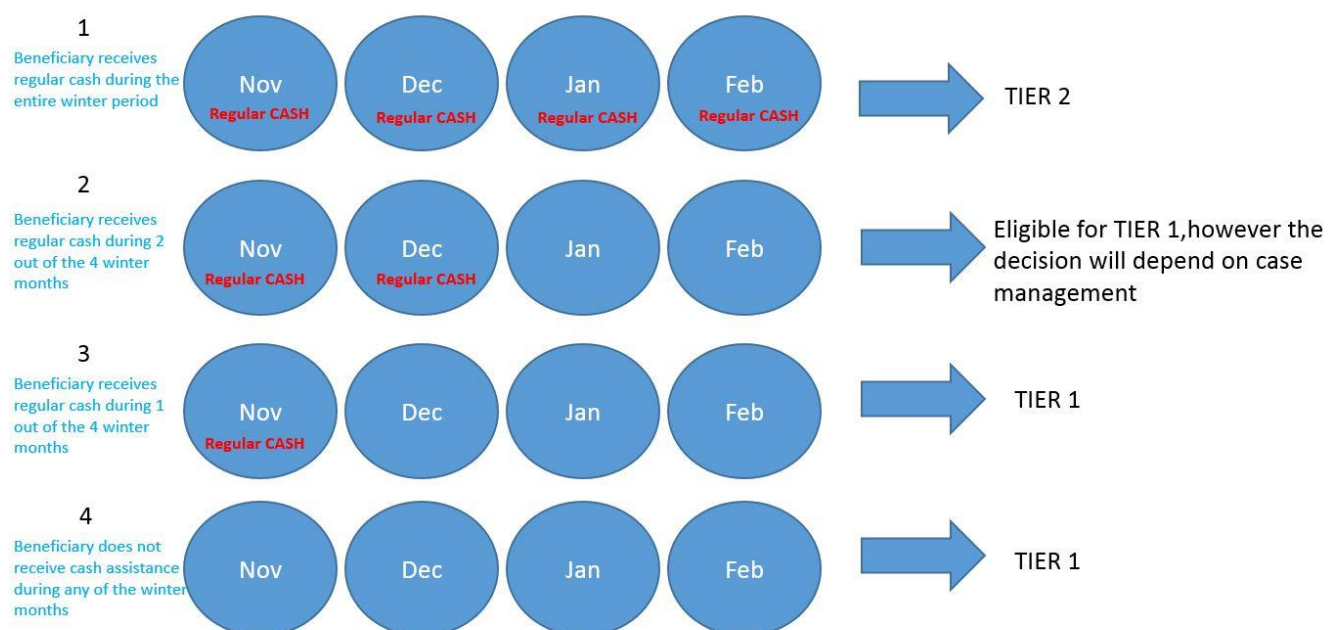 1
Beneficiary receives
regular cash during the
entire winter period
Nov
Regular CASH
Dec
Regular CASH
Jan
Regular CASH
Feb
Regular CASH
TIER 2
2
Beneficiary receives
regular cash during 2
out of the 4 winter
months
Nov
Regular CASH
Dec
Regular CASH
Jan
Feb
Eligible for TIER 1,however the
decision will depend on case
management
3
Beneficiary receives
regular cash during 1
out of the 4 winter
months
Nov
Regular CASH
Dec
Jan
Feb
TIER 1
4
Beneficiary does not
receive cash assistance
during any of the winter
months
Nov
Dec
Jan
Feb
TIER 1